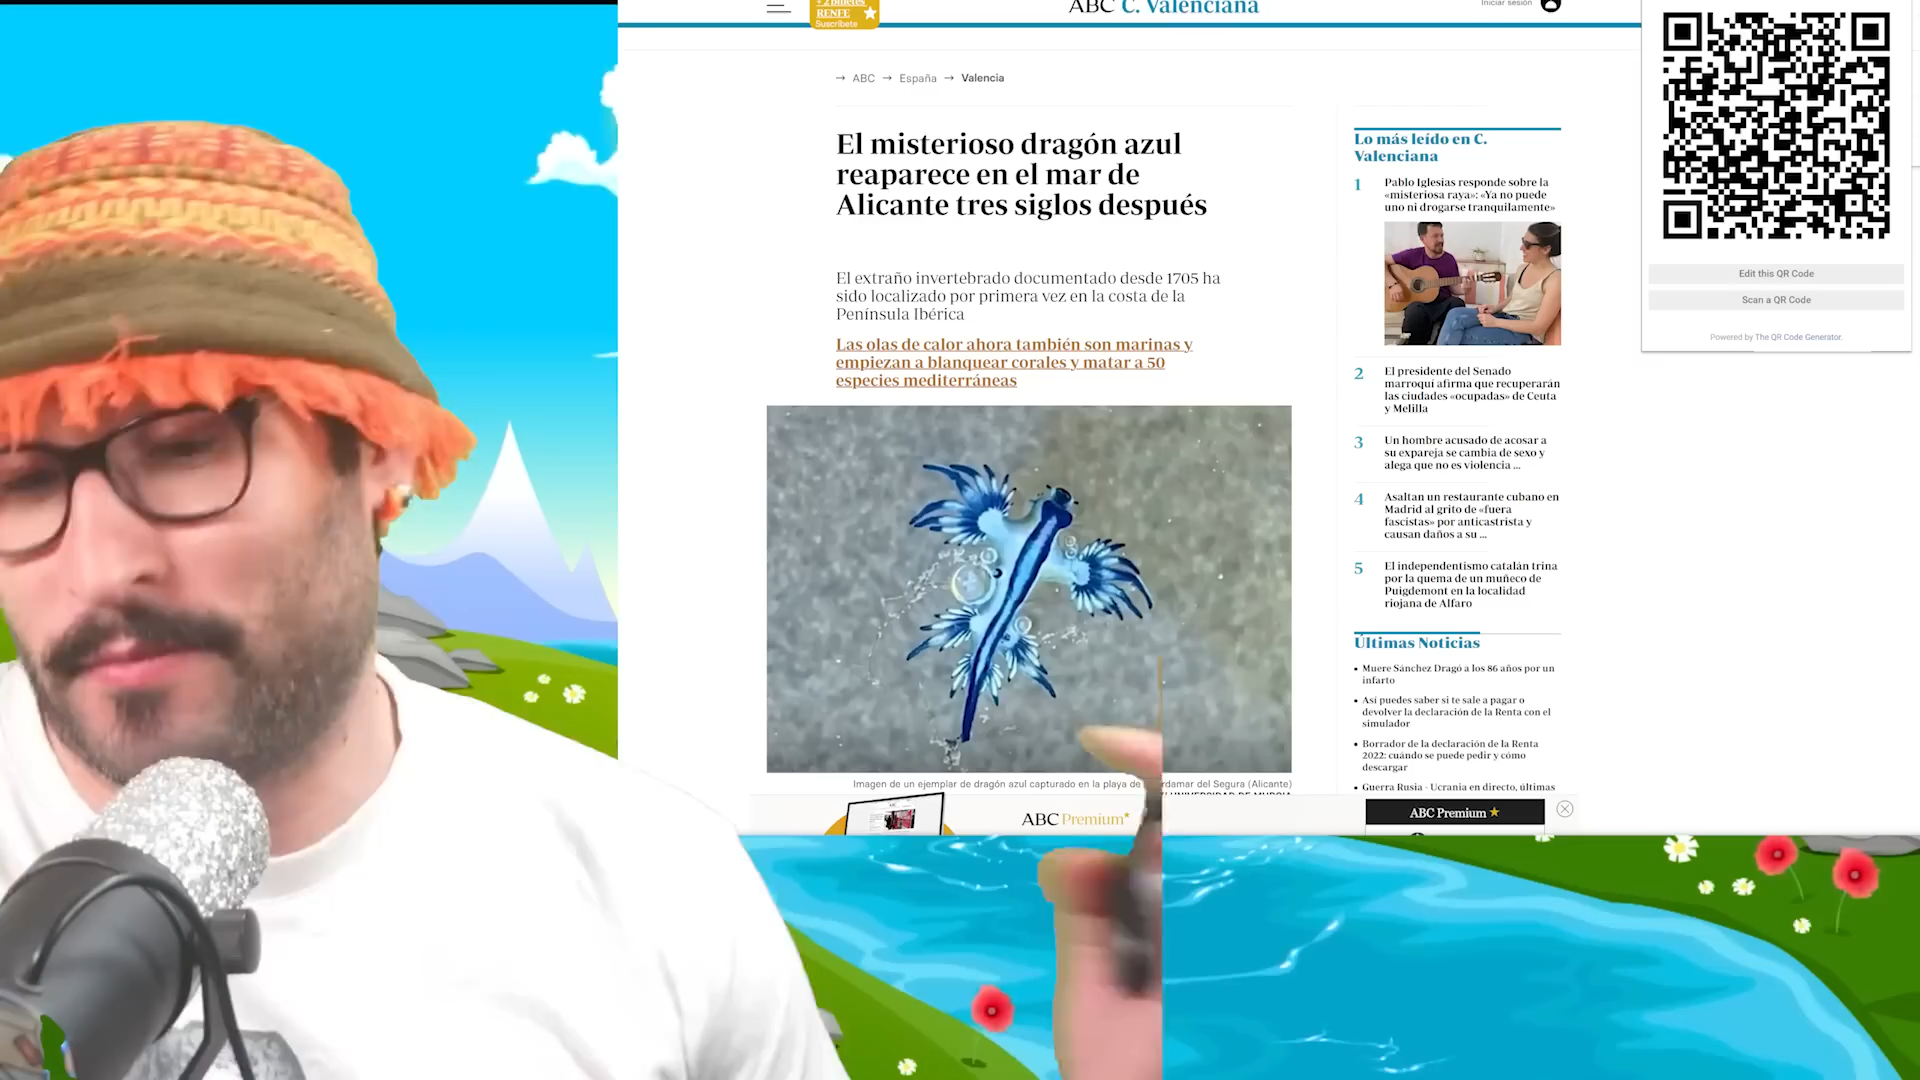 +2 billetes
RENFE
Suscríbete
ABC C. Valenciana
Iniciar sesión
→ ABC → España → Valencia
El misterioso dragón azul
reaparece en el mar de
Alicante tres siglos después
El extraño invertebrado documentado desde 1705 ha
sido localizado por primera vez en la costa de la
Península Ibérica
Las olas de calor ahora también son marinas y
empiezan a blanquear corales y matar a 50
especies mediterráneas
Imagen de un ejemplar de dragón azul capturado en la playa de rdamar del Segura (Alicante)
UNIVERSIDAD DE MURCIA
ABC Premium*
Lo más leído en C.
Valenciana
1 Pablo Iglesias responde sobre la
«misteriosa raya»: «Ya no puede
uno ni drogarse tranquilamente»
2 El presidente del Senado
marroquí afirma que recuperarán
las ciudades «ocupadas» de Ceuta
y Melilla
3 Un hombre acusado de acosar a
su expareja se cambia de sexo y
alega que no es violencia ...
4 Asaltan un restaurante cubano en
Madrid al grito de «fuera
fascistas» por anticastrista y
causan daños a su ...
5 El independentismo catalán trina
por la quema de un muñeco de
Puigdemont en la localidad
riojana de Alfaro
Últimas Noticias
Muere Sánchez Dragó a los 86 años por un
infarto
Así puedes saber si te sale a pagar o
devolver la declaración de la Renta con el
simulador
Borrador de la declaración de la Renta
2022: cuándo se puede pedir y cómo
descargar
Guerra Rusia - Ucrania en directo, últimas
ABC Premium
Edit this QR Code
Scan a QR Code
Powered by The QR Code Generator.